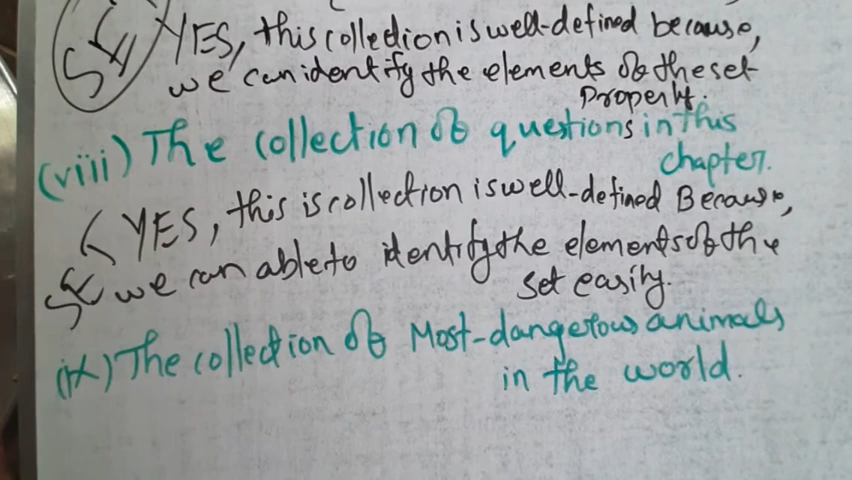 YES, this collection is well-defined because,
we can identify the elements of the set
Properly.
(viii) The collection of questions in this
chapter.
YES, this is collection is well-defined Because,
we can able to identify the elements of the
set easily.
(ix) The collection of Most-dangerous animals
in the world.